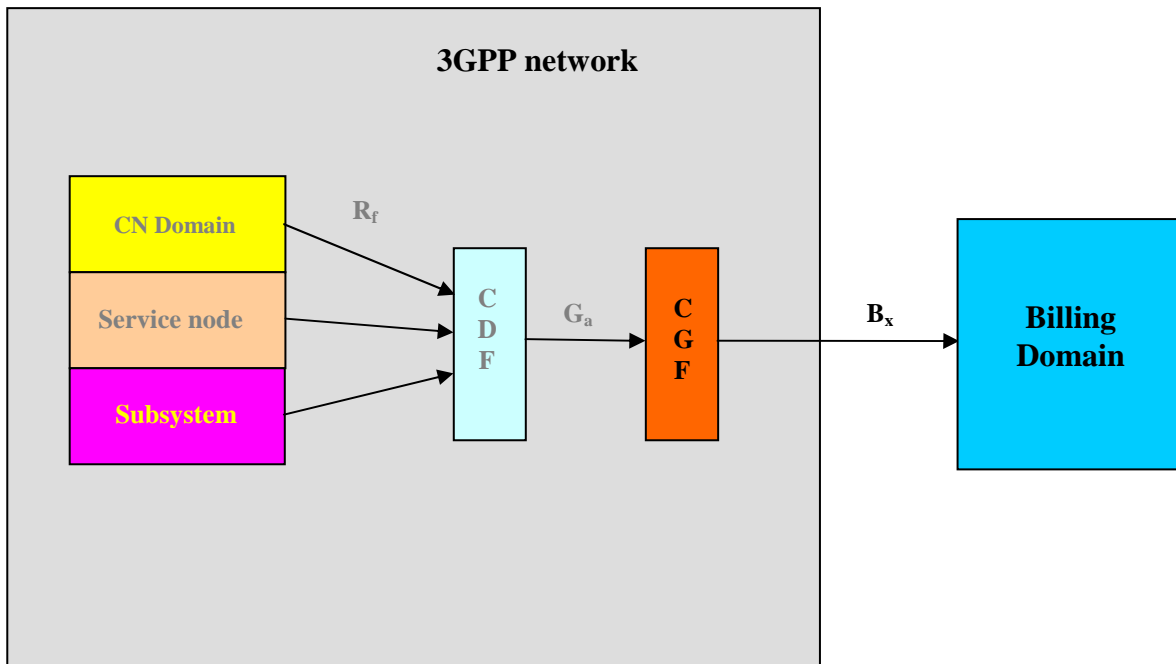 3GPP network
CN Domain
Service node
Subsystem
Rf
C
D
F
Ga
C
G
F
Bx
Billing
Domain